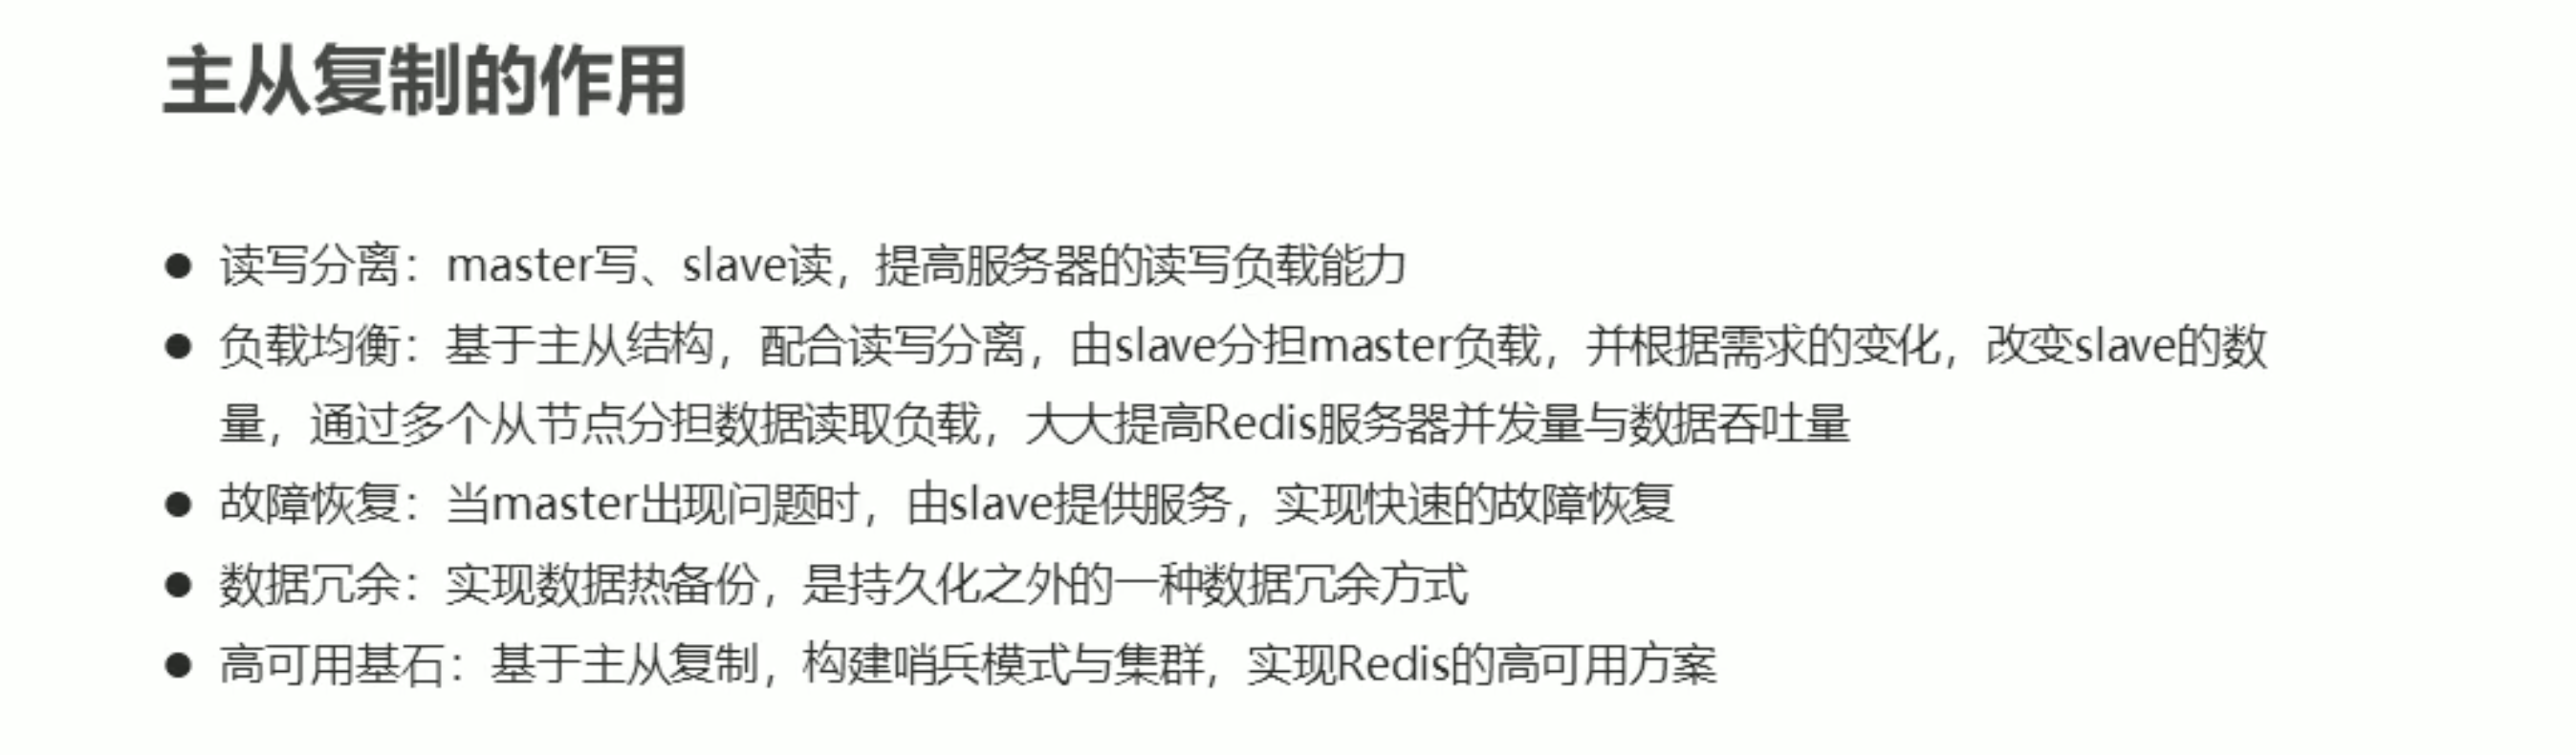 主从复制的作用
● 读写分离：master写、slave读，提高服务器的读写负载能力
● 负载均衡：基于主从结构，配合读写分离，由slave分担master负载，并根据需求的变化，改变slave的数
量，通过多个从节点分担数据读取负载，大大提高Redis服务器并发量与数据吞吐量
● 故障恢复：当master出现问题时，由slave提供服务，实现快速的故障恢复
● 数据冗余：实现数据热备份，是持久化之外的一种数据冗余方式
● 高可用基石：基于主从复制，构建哨兵模式与集群，实现Redis的高可用方案